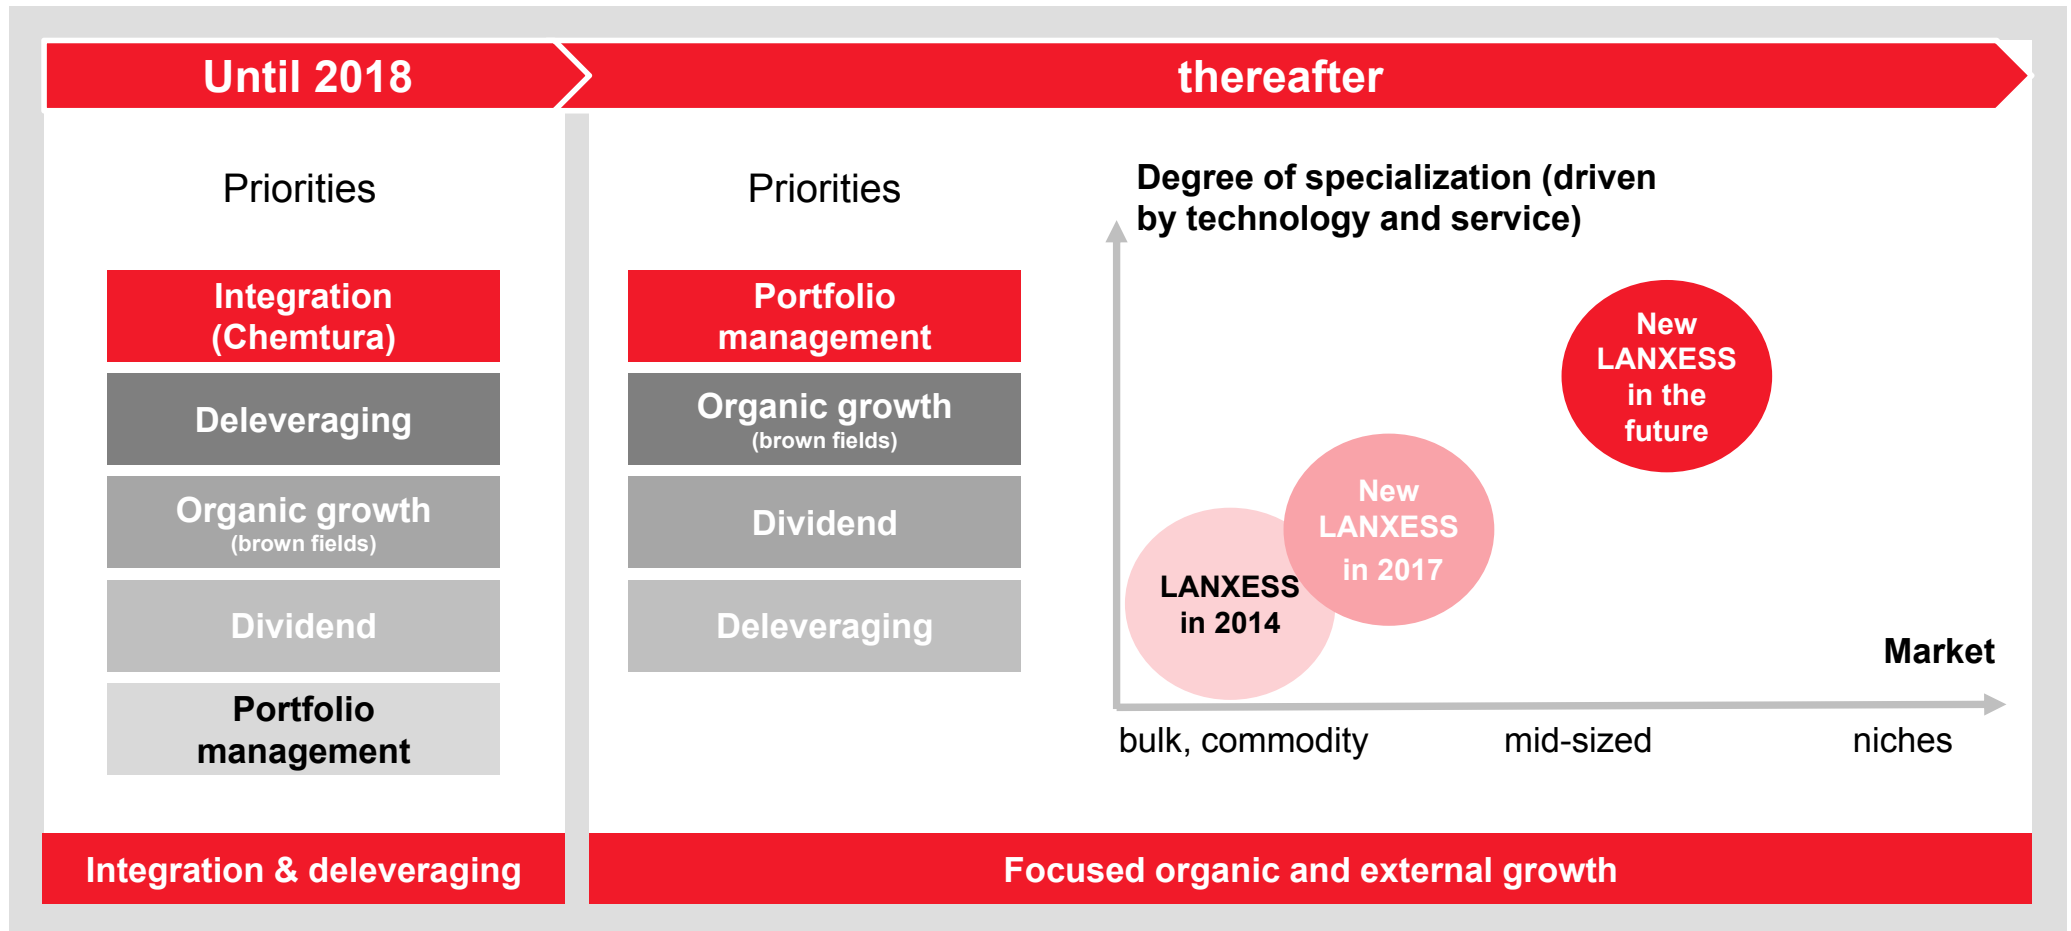 Until 2018
thereafter
Priorities
Integration
(Chemtura)
Deleveraging
Organic growth
(brown fields)
Dividend
Portfolio
management
Priorities
Portfolio
management
Organic growth
(brown fields)
Dividend
Deleveraging
Degree of specialization (driven
by technology and service)
New
LANXESS
in the
future
New
LANXESS
in 2017
LANXESS
in 2014
Market
bulk, commodity
mid-sized
niches
Integration & deleveraging
Focused organic and external growth